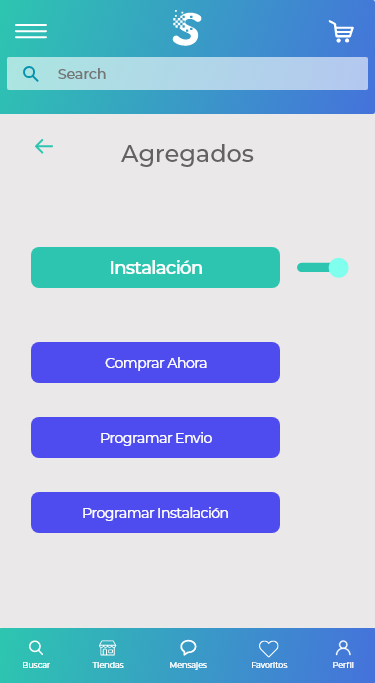 S
Search
Agregados
Instalación
Comprar Ahora
Programar Envio
Programar Instalación
Buscar Tiendas Mensajes Favoritos Perfil